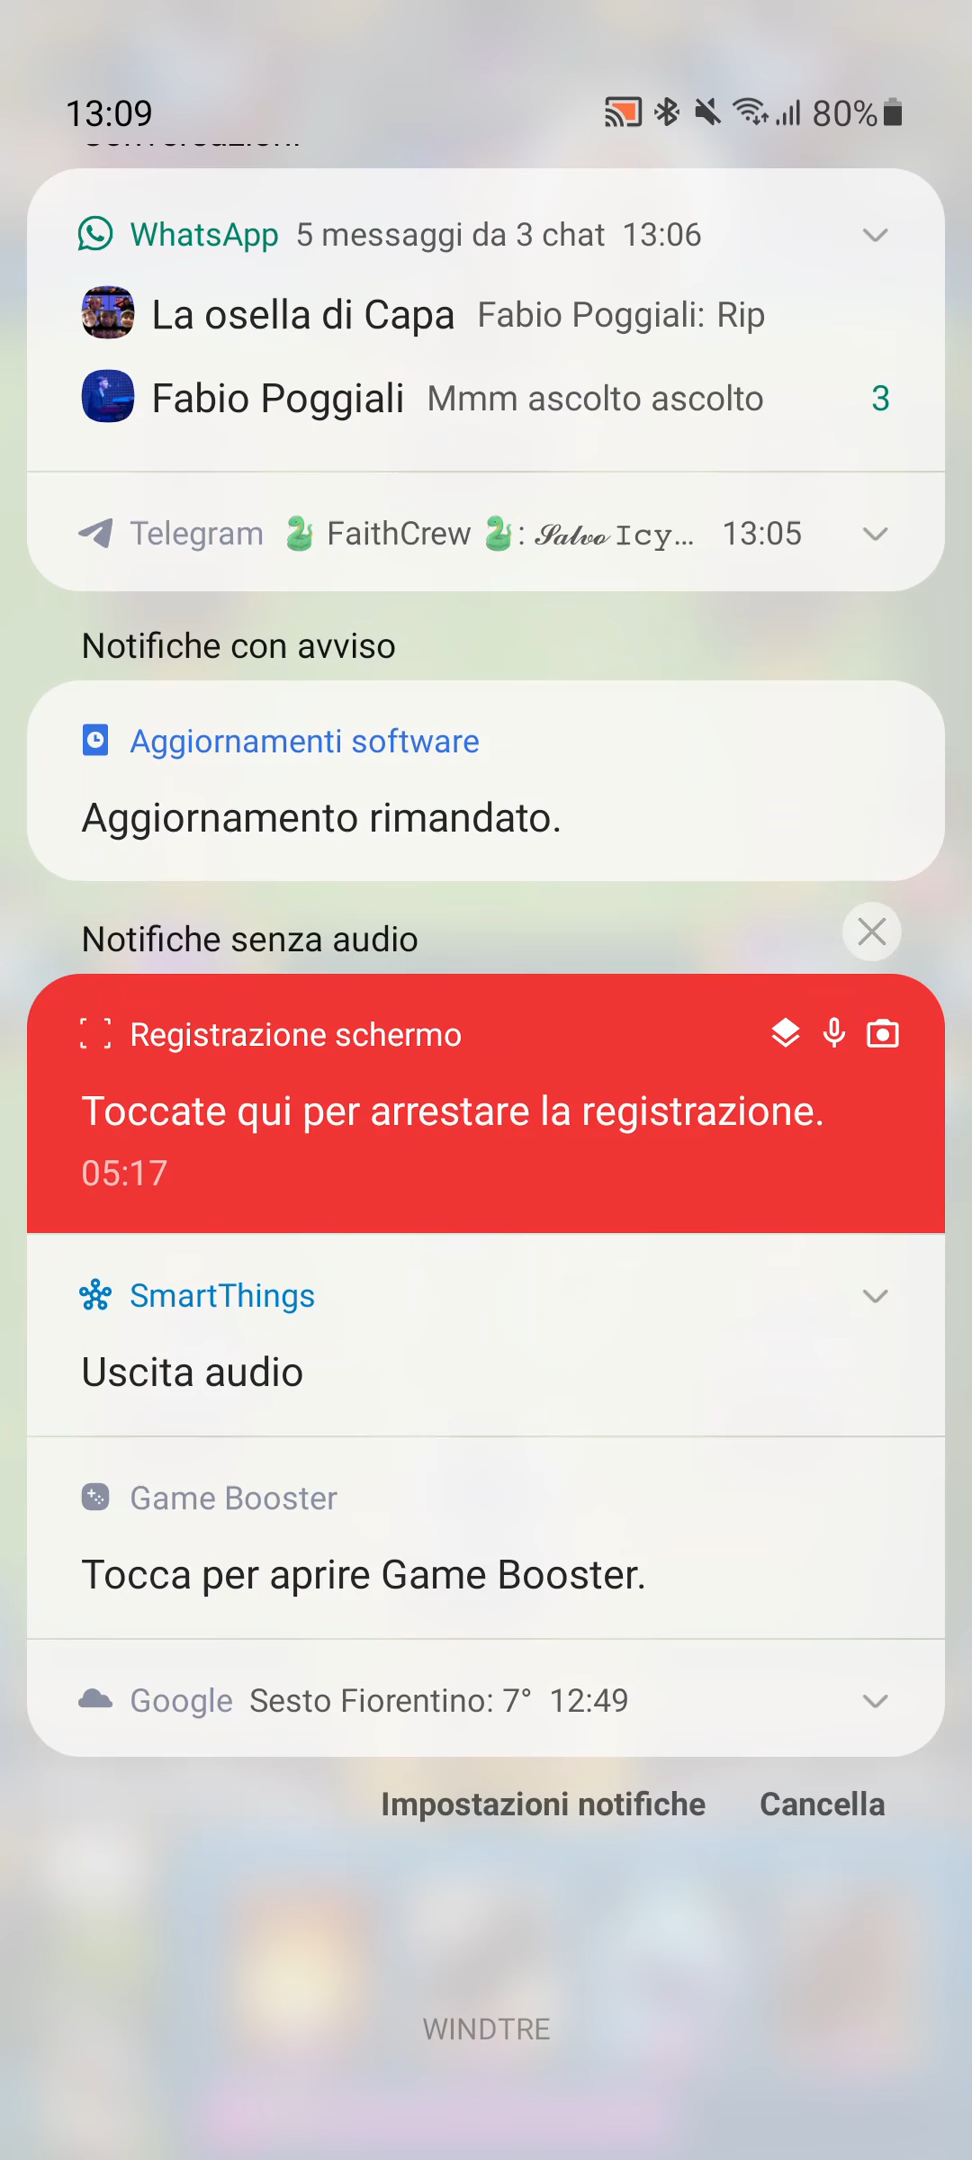 13:09 80%
Conversazioni
WhatsApp 5 messaggi da 3 chat 13:06
La osella di Capa Fabio Poggiali: Rip
Fabio Poggiali Mmm ascolto ascolto 3
Telegram 🐍 FaithCrew 🐍: 𝒮𝒶𝓁𝓋𝑜 𝙸𝚌𝚢... 13:05
Notifiche con avviso
Aggiornamenti software
Aggiornamento rimandato.
Notifiche senza audio
Registrazione schermo
Toccate qui per arrestare la registrazione.
05:17
SmartThings
Uscita audio
Game Booster
Tocca per aprire Game Booster.
Google Sesto Fiorentino: 7° 12:49
Impostazioni notifiche Cancella
WINDTRE